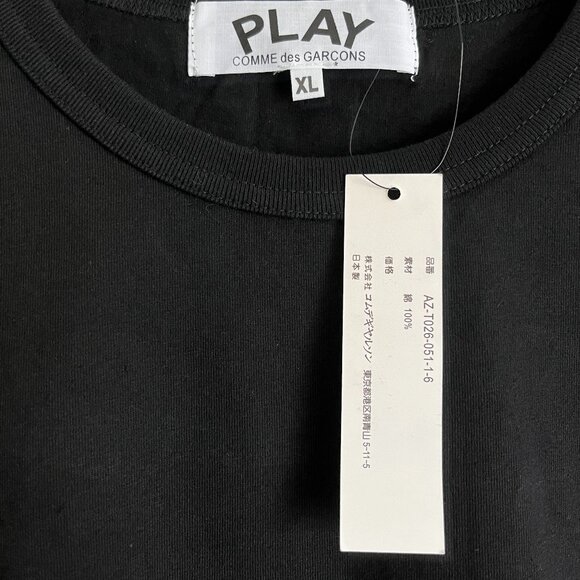 PLAY
COMME des GARCONS
XL
品番 AZ-T026-051-1-6
素材 綿 100%
価格
株式会社 コムデギャルソン 東京都港区南青山 5-11-5
日本製